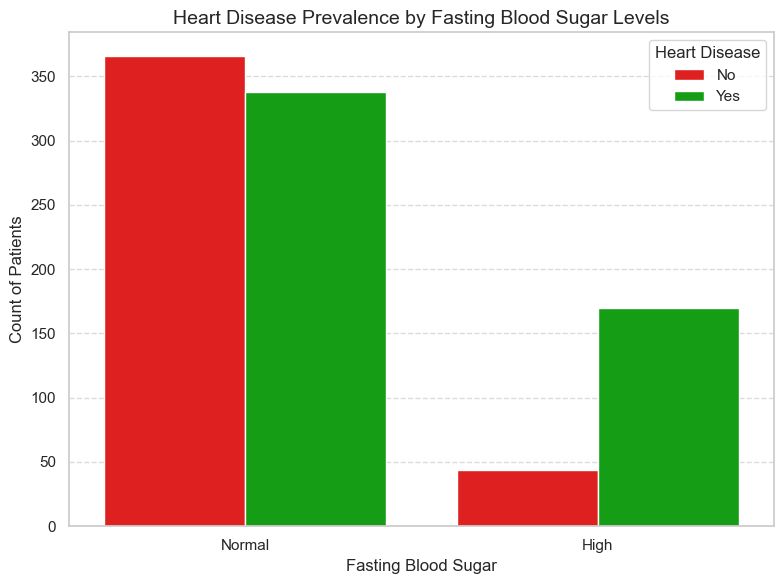 Heart Disease Prevalence by Fasting Blood Sugar Levels
Heart Disease
No
Yes
350
300
250
200
150
100
50
0
Count of Patients
Normal
High
Fasting Blood Sugar